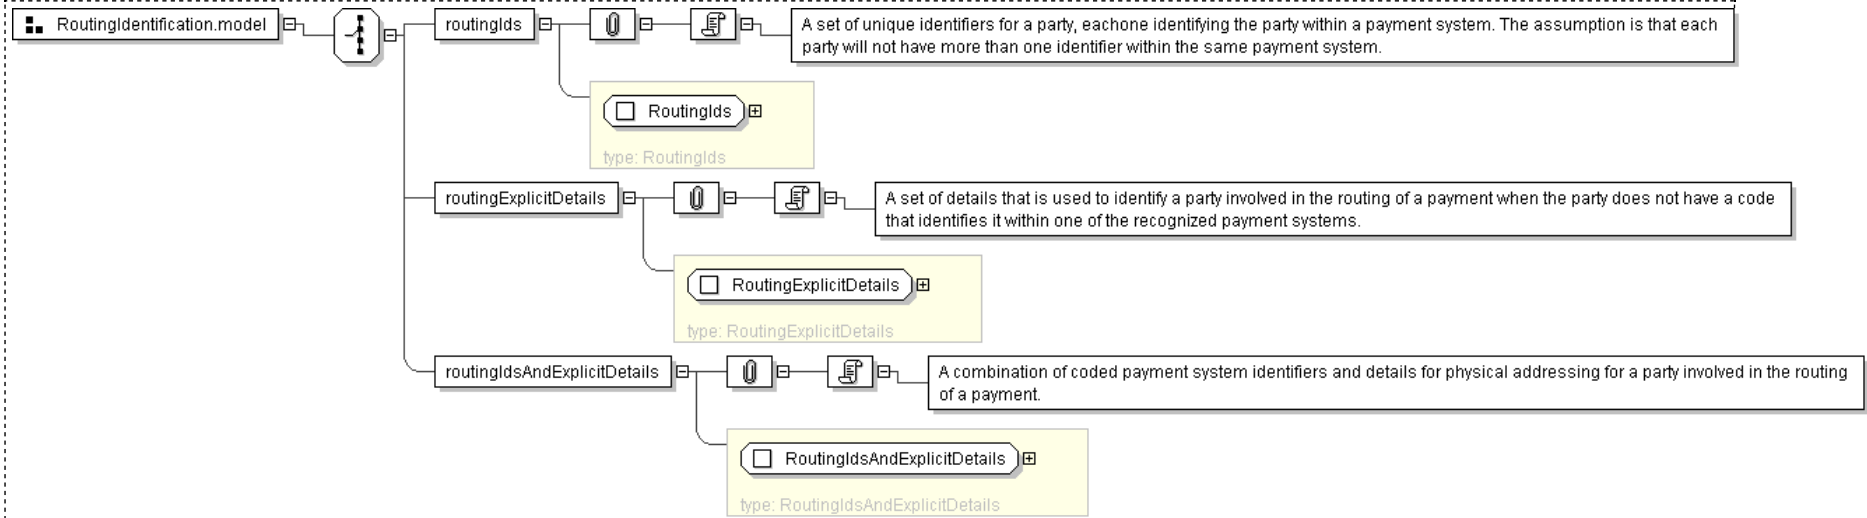 RoutingIdentification.model
routingIds
A set of unique identifiers for a party, eachone identifying the party within a payment system. The assumption is that each
party will not have more than one identifier within the same payment system.
RoutingIds
type: RoutingIds
routingExplicitDetails
A set of details that is used to identify a party involved in the routing of a payment when the party does not have a code
that identifies it within one of the recognized payment systems.
RoutingExplicitDetails
type: RoutingExplicitDetails
routingIdsAndExplicitDetails
A combination of coded payment system identifiers and details for physical addressing for a party involved in the routing
of a payment.
RoutingIdsAndExplicitDetails
type: RoutingIdsAndExplicitDetails